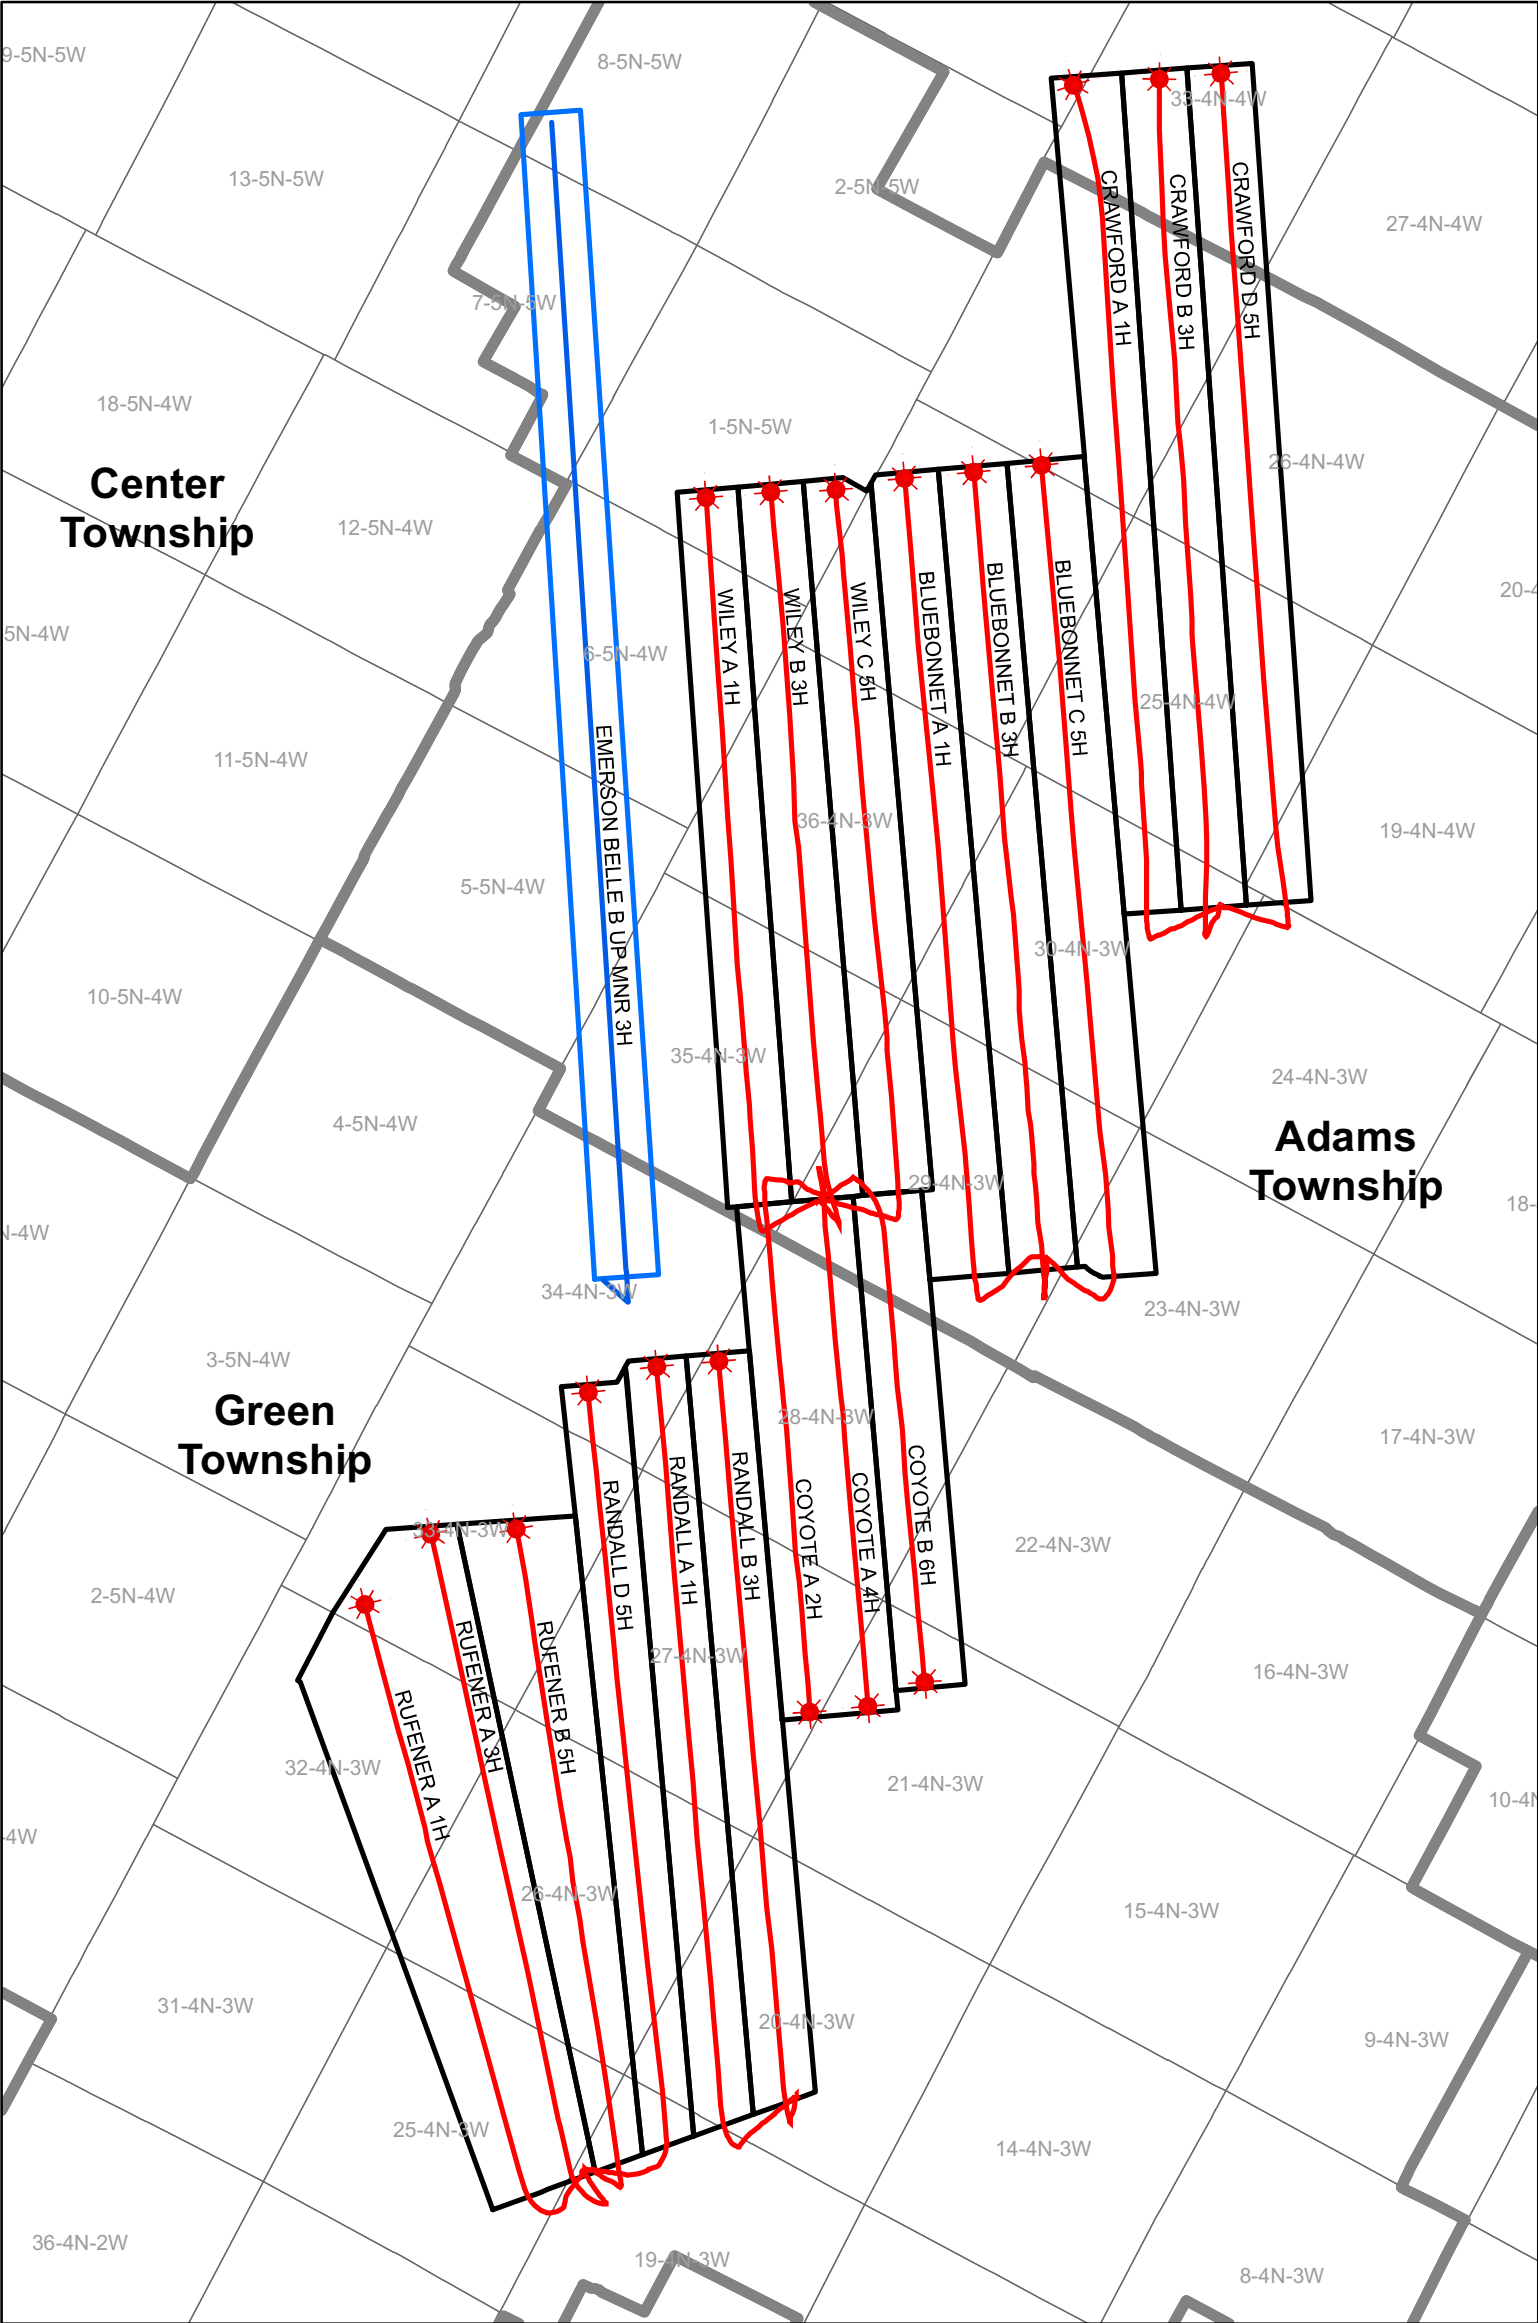 9-5N-5W
8-5N-5W
33-4N-4W
13-5N-5W
2-5N-5W
27-4N-4W
CRAWFORD A 1H
CRAWFORD B 3H
CRAWFORD D 5H
7-5N-5W
18-5N-4W
1-5N-5W
26-4N-4W
Center
Township
12-5N-4W
20-4
5N-4W
6-5N-4W
WILEY A 1H
WILEY B 3H
WILEY C 5H
BLUEBONNET A 1H
BLUEBONNET B 3H
BLUEBONNET C 5H
25-4N-4W
11-5N-4W
EMERSON BELLE B UP MNR 3H
36-4N-3W
19-4N-4W
5-5N-4W
30-4N-3W
10-5N-4W
35-4N-3W
24-4N-3W
4-5N-4W
Adams
Township
29-4N-3W
18-
N-4W
34-4N-3W
23-4N-3W
3-5N-4W
Green
Township
28-4N-3W
17-4N-3W
RANDALL D 5H
RANDALL A 1H
RANDALL B 3H
COYOTE A 2H
COYOTE A 4H
COYOTE B 6H
33-4N-3W
22-4N-3W
2-5N-4W
RUFENER A 1H
RUFENER A 3H
RUFENER B 5H
27-4N-3W
16-4N-3W
32-4N-3W
21-4N-3W
10-4N
-4W
26-4N-3W
15-4N-3W
31-4N-3W
20-4N-3W
9-4N-3W
25-4N-3W
14-4N-3W
36-4N-2W
19-4N-3W
8-4N-3W